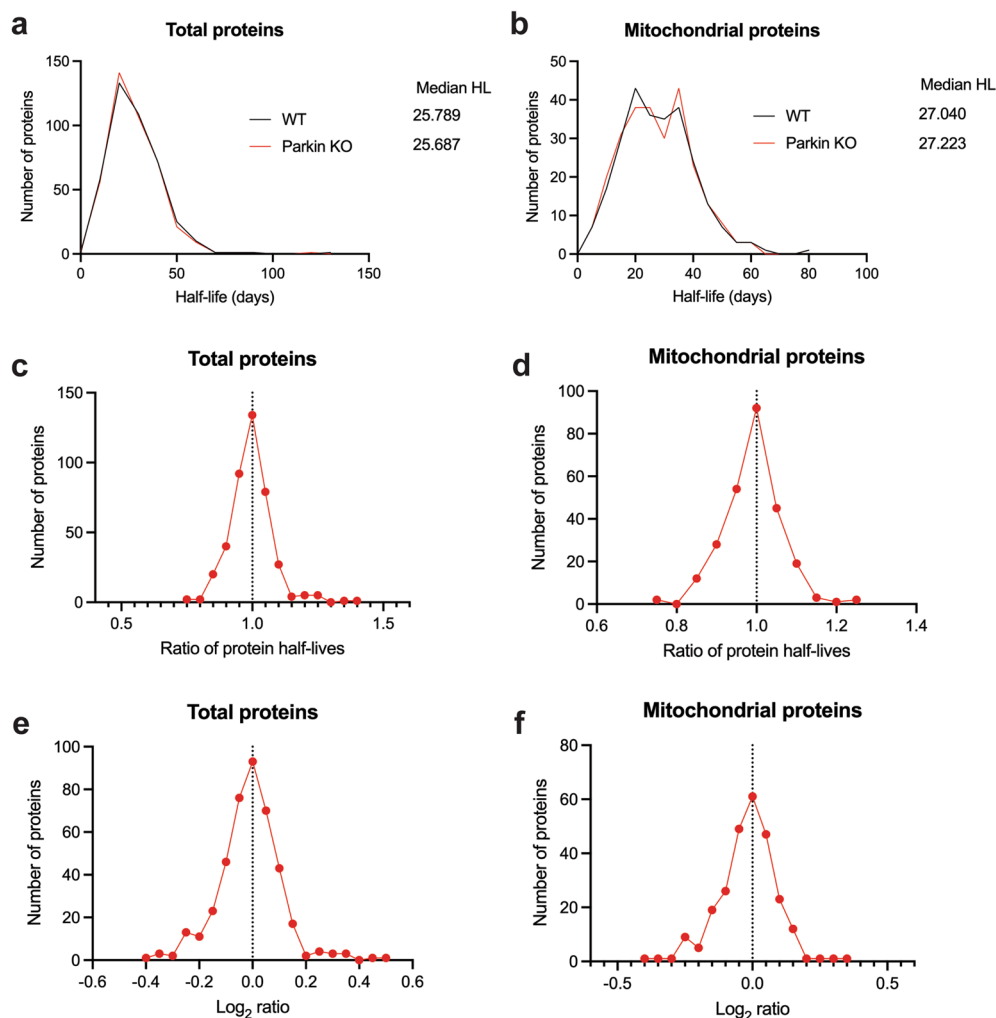 a
Total proteins
Number of proteins
150
100
50
0
0
50
100
150
Half-life (days)
WT
Parkin KO
Median HL
25.789
25.687
b
Mitochondrial proteins
Number of proteins
50
40
30
20
10
0
0
20
40
60
80
100
Half-life (days)
WT
Parkin KO
Median HL
27.040
27.223
c
Total proteins
Number of proteins
150
100
50
0
0.5
1.0
1.5
Ratio of protein half-lives
d
Mitochondrial proteins
Number of proteins
100
80
60
40
20
0
0.6
0.8
1.0
1.2
1.4
Ratio of protein half-lives
e
Total proteins
Number of proteins
100
80
60
40
20
0
-0.6
-0.4
-0.2
0.0
0.2
0.4
0.6
Log2 ratio
f
Mitochondrial proteins
Number of proteins
80
60
40
20
0
-0.5
0.0
0.5
Log2 ratio